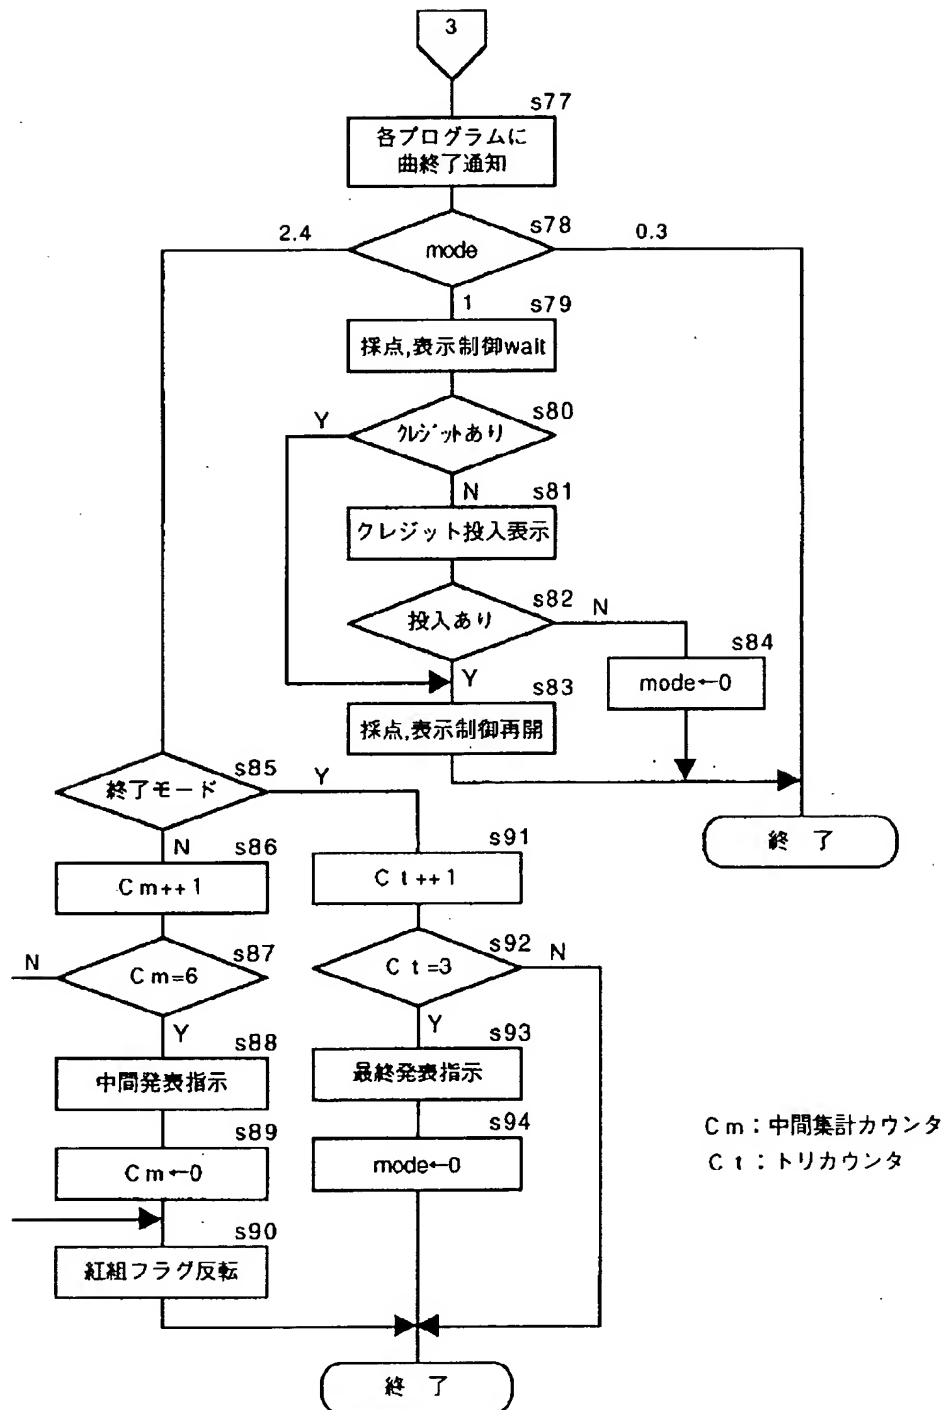 3
s77
各プログラムに
曲終了通知
s78
2.4
mode
0.3
1
s79
採点,表示制御wait
s80
Y
クレジットあり
N
s81
クレジット投入表示
s82
投入あり
N
s84
mode←0
Y
s83
採点,表示制御再開
終 了
s85
終了モード
Y
N
s86
Cm++1
s91
Ct++1
s87
N
Cm=6
Y
s92
Ct=3
N
Y
s88
中間発表指示
s93
最終発表指示
s89
Cm←0
s94
mode←0
s90
紅組フラグ反転
終 了
Cm：中間集計カウンタ
Ct：トリカウンタ